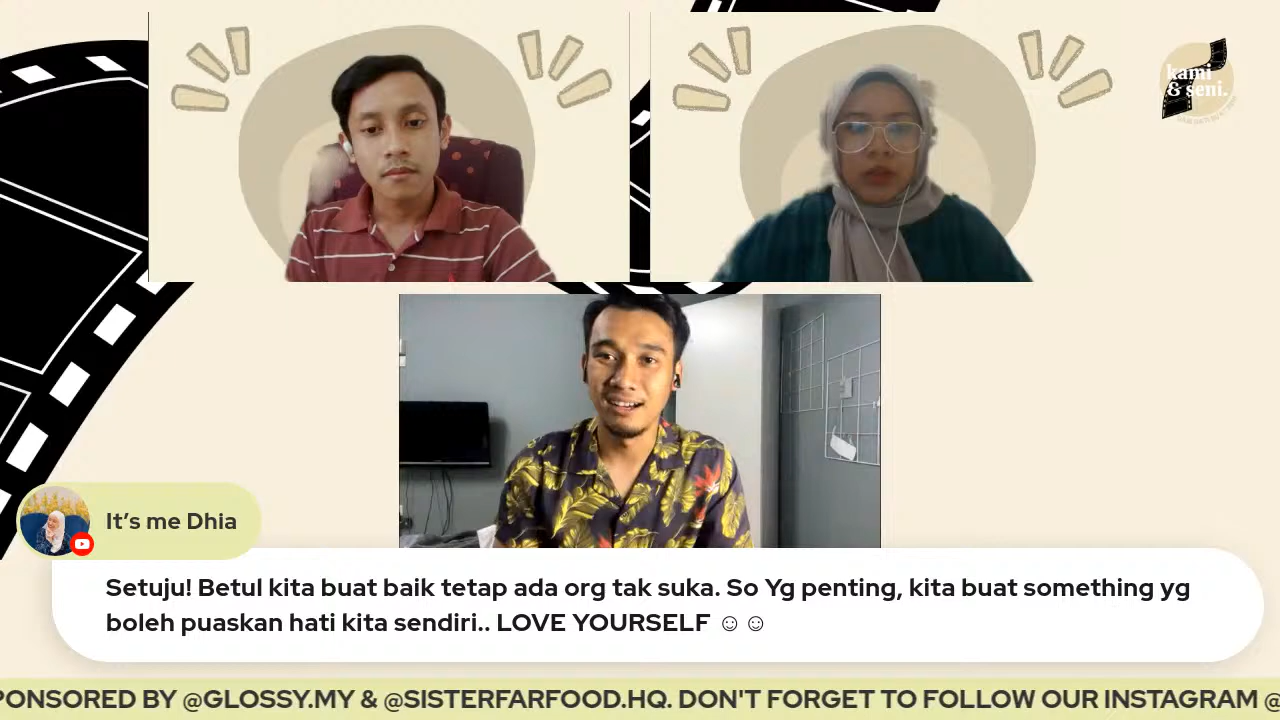 kami
& seni.
It's me Dhia
Setuju! Betul kita buat baik tetap ada org tak suka. So Yg penting, kita buat something yg
boleh puaskan hati kita sendiri.. LOVE YOURSELF ☺☺
PONSORED BY @GLOSSY.MY & @SISTERFARFOOD.HQ. DON'T FORGET TO FOLLOW OUR INSTAGRAM @